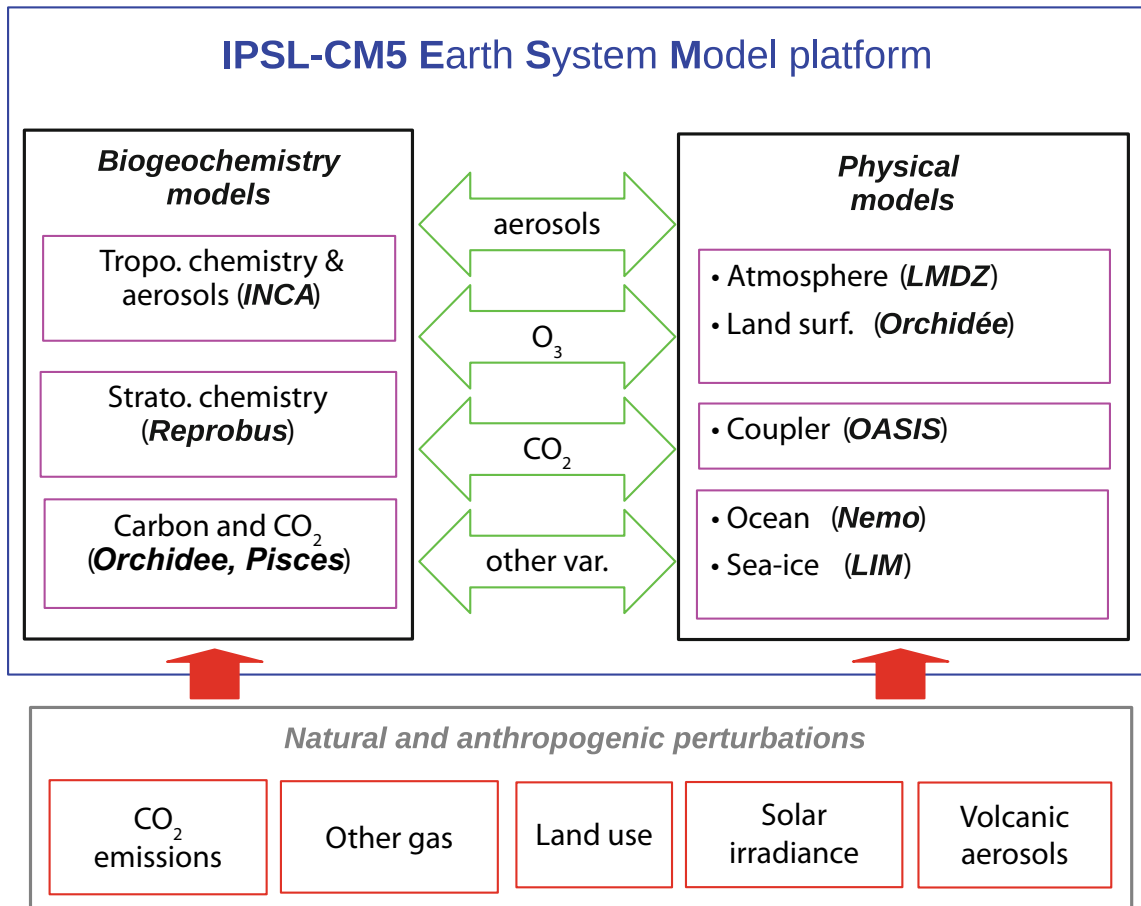 IPSL-CM5 Earth System Model platform
Biogeochemistry
models
Tropo. chemistry &
aerosols (INCA)
Strato. chemistry
(Reprobus)
Carbon and CO2
(Orchidee, Pisces)
aerosols
O3
CO2
other var.
Physical
models
• Atmosphere (LMDZ)
• Land surf. (Orchidée)
• Coupler (OASIS)
• Ocean (Nemo)
• Sea-ice (LIM)
Natural and anthropogenic perturbations
CO2
emissions
Other gas
Land use
Solar
irradiance
Volcanic
aerosols